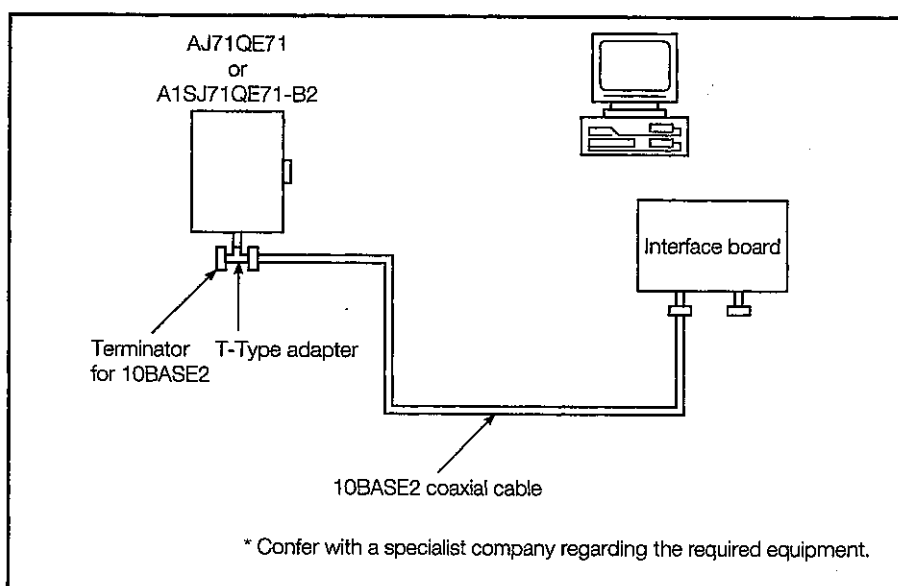 AJ71QE71
or
A1SJ71QE71-B2
Interface board
Terminator
for 10BASE2
T-Type adapter
10BASE2 coaxial cable
* Confer with a specialist company regarding the required equipment.